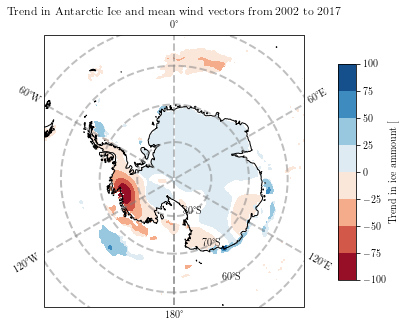 Trend in Antarctic Ice and mean wind vectors from 2002 to 2017
0°
60°W
60°E
100
75
50
25
0
−25
−50
−75
−100
Trend in ice ammount [
0°S
70°S
60°S
120°W
120°E
180°